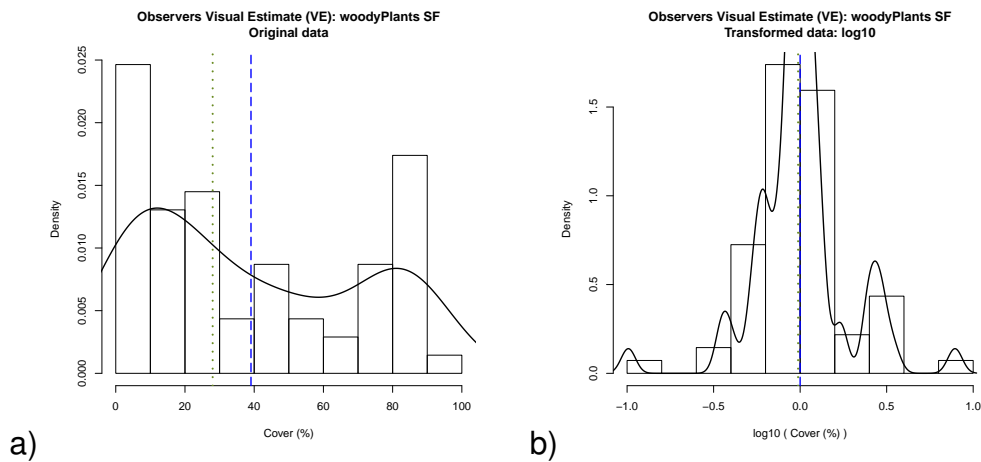 Observers Visual Estimate (VE): woodyPlants SF
Original data
Density
0.000
0.005
0.010
0.015
0.020
0.025
0
20
40
60
80
100
Cover (%)
a)
Observers Visual Estimate (VE): woodyPlants SF
Transformed data: log10
Density
0.0
0.5
1.0
1.5
−1.0
−0.5
0.0
0.5
1.0
log10 ( Cover (%) )
b)